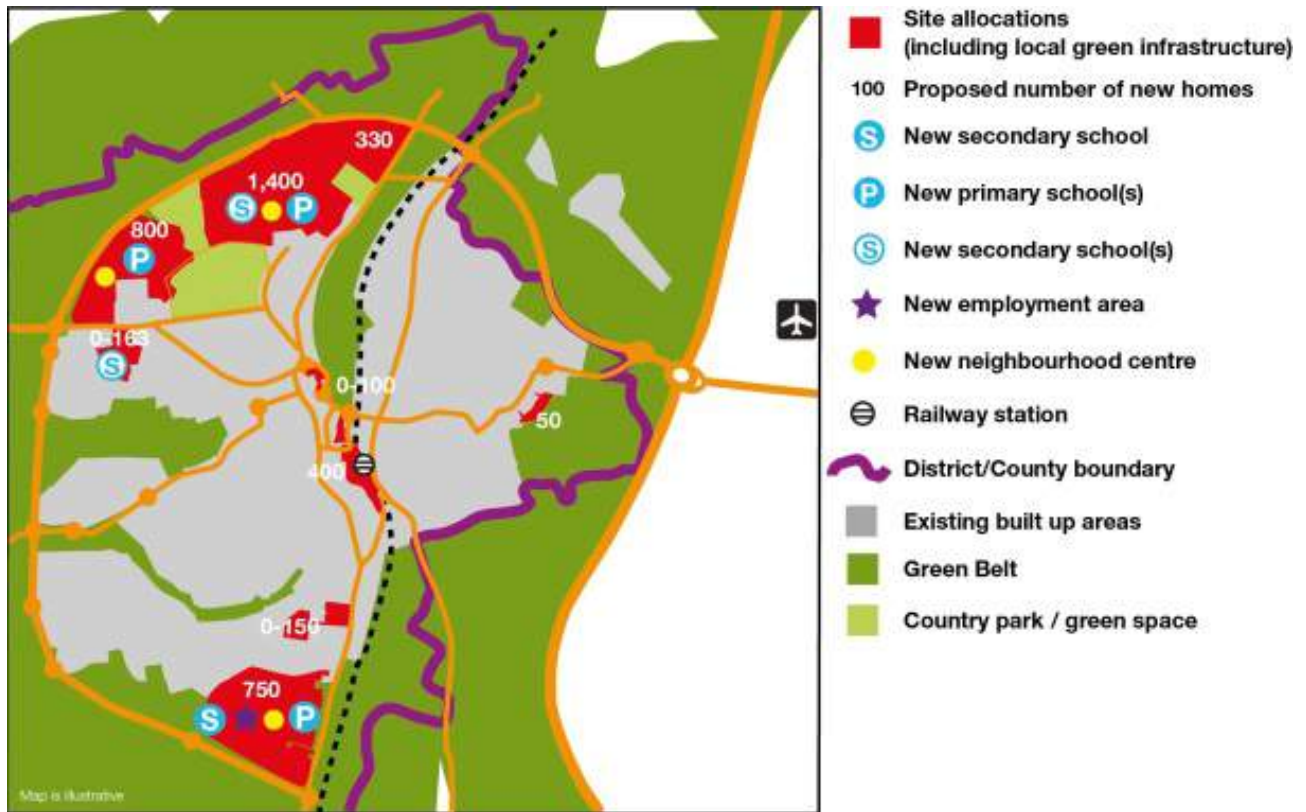 330
1,400
S
P
800
P
0-163
S
0-100
50
400
0-150
750
S
P
Map is illustrative
Site allocations
(including local green infrastructure)
100 Proposed number of new homes
S New secondary school
P New primary school(s)
S New secondary school(s)
New employment area
New neighbourhood centre
Railway station
District/County boundary
Existing built up areas
Green Belt
Country park / green space